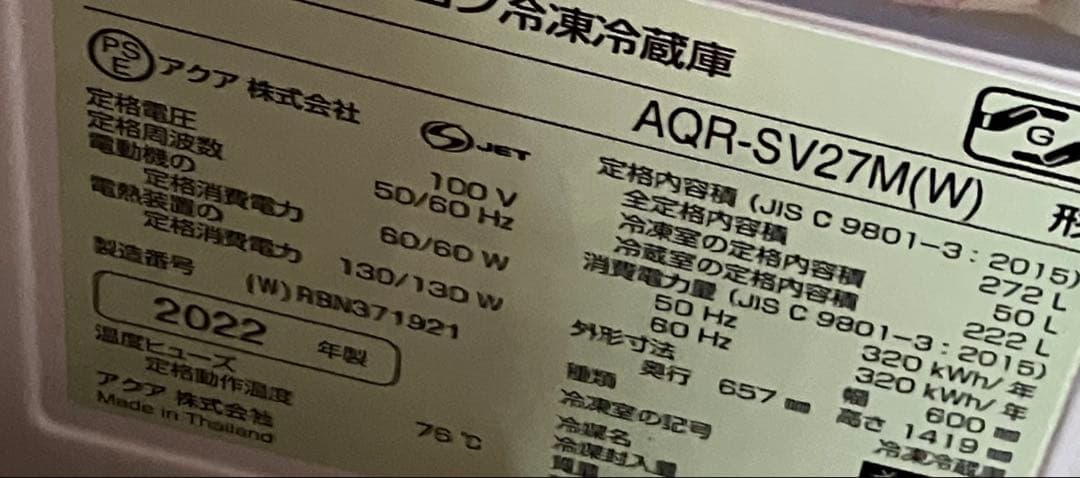 冷凍冷蔵庫
PS
E
アクア 株式会社
JET
AQR-SV27M(W)
G
形
定格電圧 100 V
定格周波数 50/60 Hz
電動機の
定格消費電力 60/60 W
電熱装置の
定格消費電力 130/130 W
製造番号 (W)RBN371921
2022 年製
温度ヒューズ
定格動作温度 76 ℃
アクア 株式会社
Made in Thailand
定格内容積 (JIS C 9801-3 : 2015)
全定格内容積 272 L
冷凍室の定格内容積 50 L
冷蔵室の定格内容積 222 L
消費電力量 (JIS C 9801-3 : 2015)
50 Hz 320 kWh/年
60 Hz 320 kWh/年
外形寸法 幅 600 mm
奥行 657 mm 高さ 1419 mm
種類 冷凍冷蔵庫
冷凍室の記号
冷媒名
冷媒封入量
質量